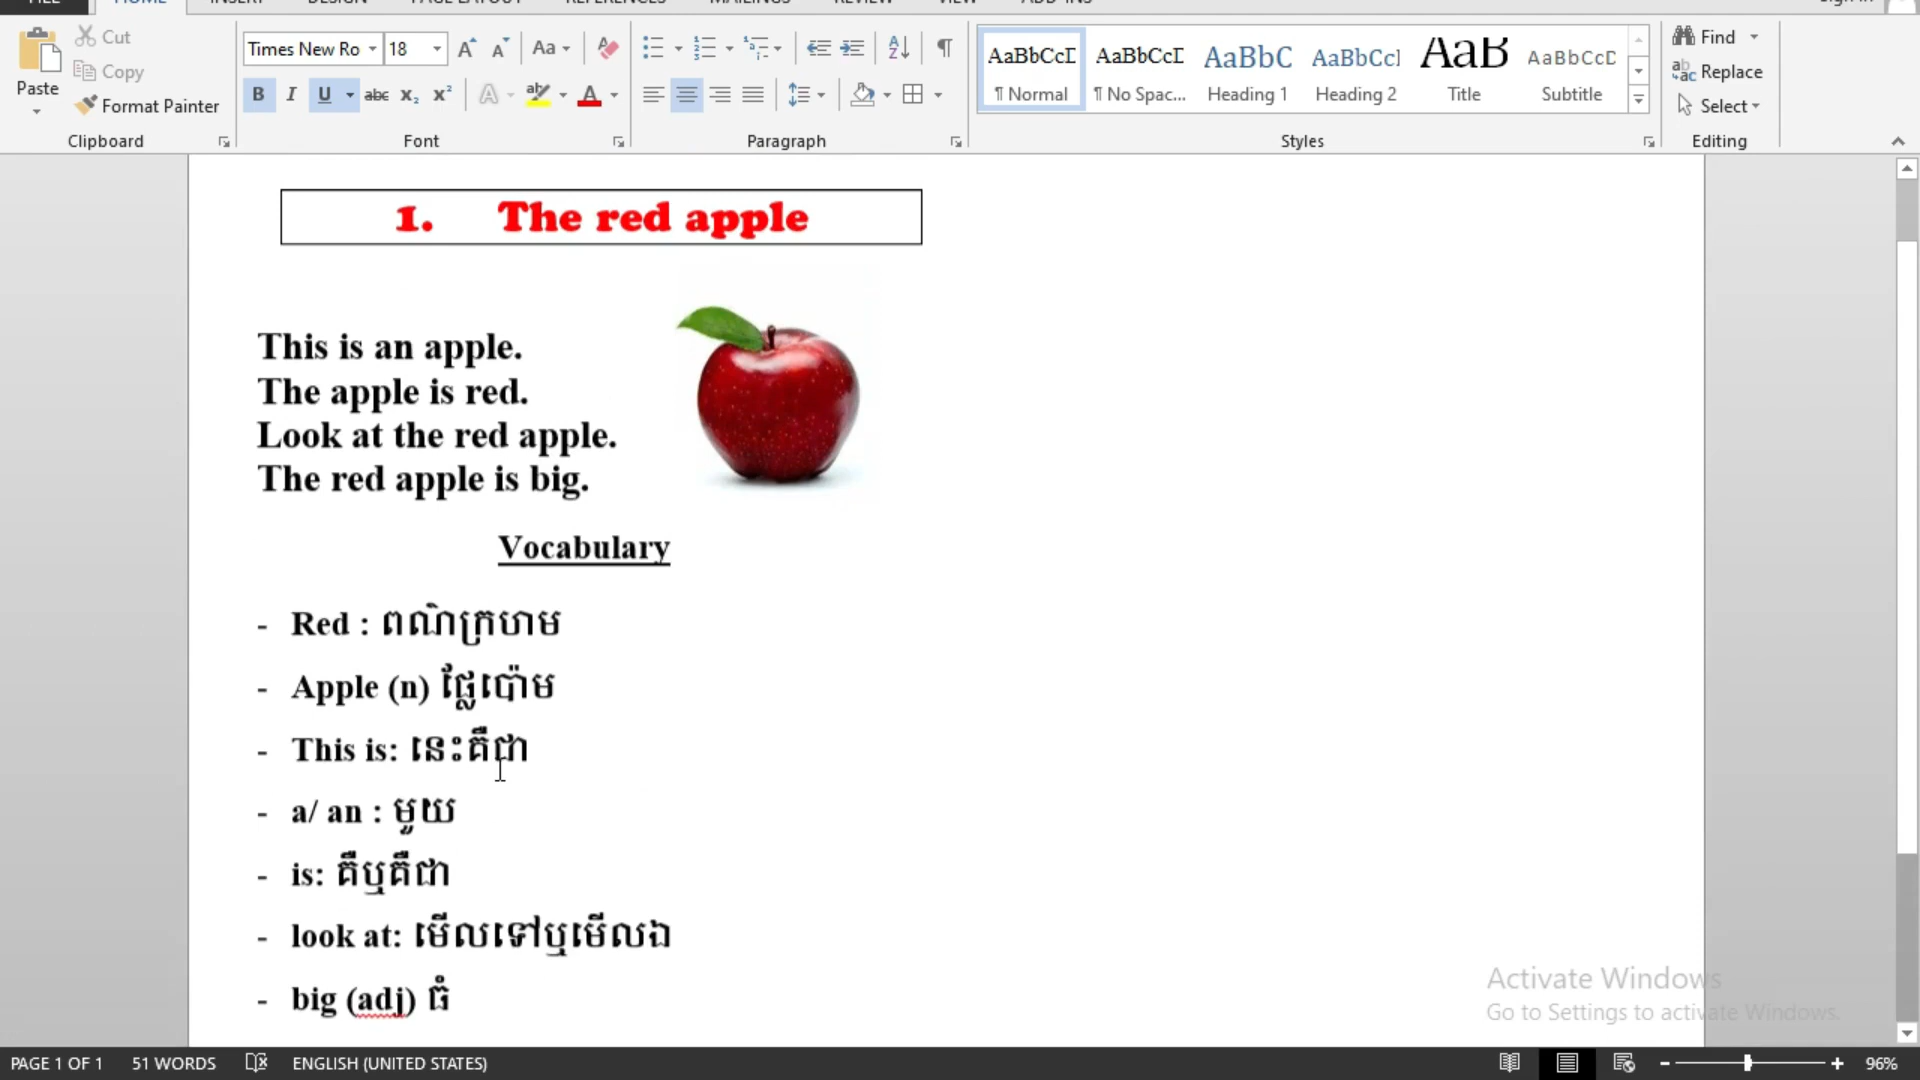 HOME
Cut
Copy
Paste
Format Painter
Clipboard
Times New Ro
18
Aa
Font
Paragraph
AaBbCcD
¶ Normal
AaBbCcD
¶ No Spac...
AaBbC
Heading 1
AaBbCcl
Heading 2
AaB
Title
AaBbCcD
Subtitle
Styles
Find
Replace
Select
Editing
1. The red apple
This is an apple.
The apple is red.
Look at the red apple.
The red apple is big.
Vocabulary
- Red : ពណ៌ក្រហម
- Apple (n) ផ្លែប៉ោម
- This is: នេះគឺជា
- a/ an : មួយ
- is: គឺឬគឺជា
- look at: មើលទៅឬមើលឯ
- big (adj) ធំ
Activate Windows
Go to Settings to activate Windows.
PAGE 1 OF 1
51 WORDS
ENGLISH (UNITED STATES)
96%